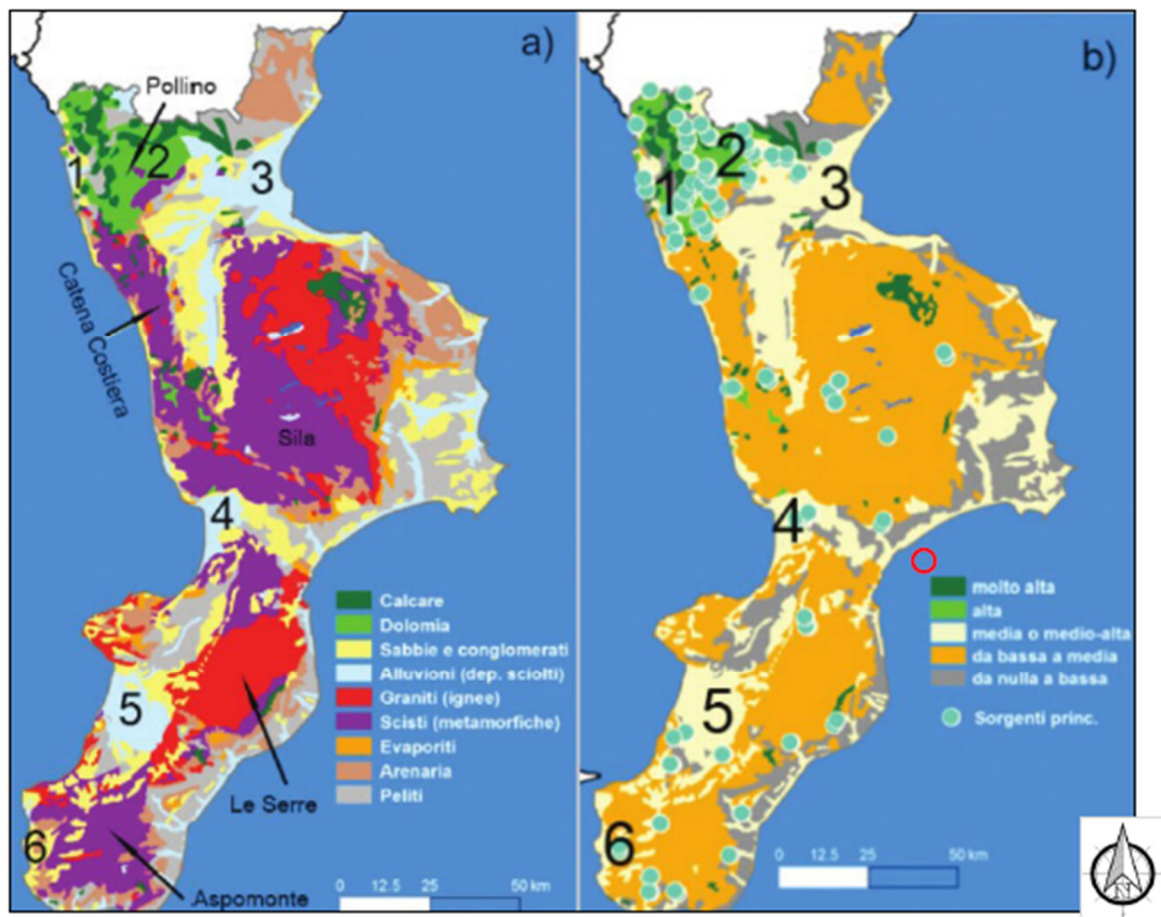 a)
Pollino
1
2
3
Catena Costiera
Sila
4
Calcare
Dolomia
Sabbie e conglomerati
Alluvioni (dep. sciolti)
Graniti (ignee)
Scisti (metamorfiche)
Evaporiti
Arenaria
Peliti
5
Le Serre
6
Aspomonte
0 12.5 25 50 km
b)
1
2
3
4
molto alta
alta
media o medio-alta
da bassa a media
da nulla a bassa
Sorgenti princ.
5
6
0 12.5 25 50 km
N